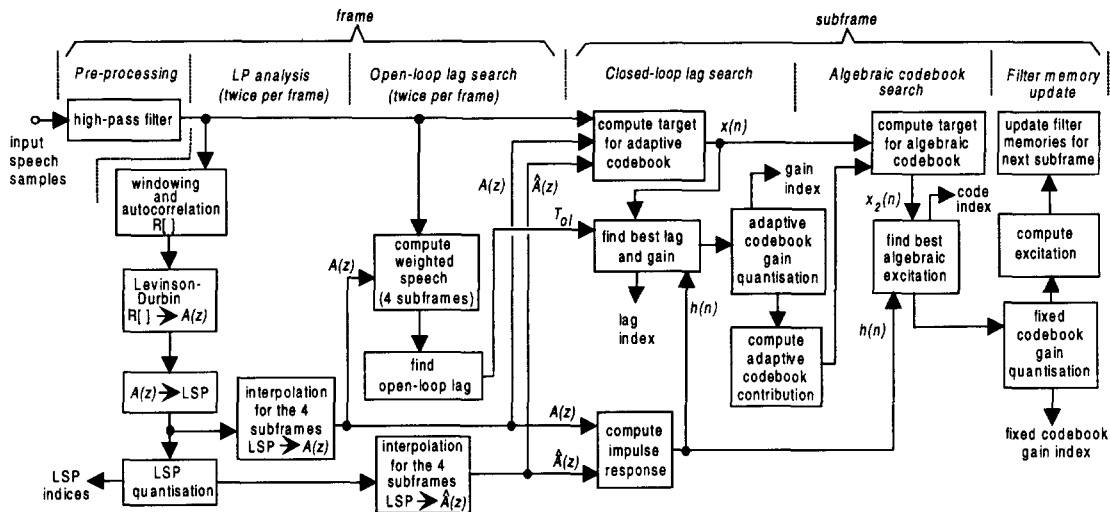 frame
subframe
Pre-processing
LP analysis
(twice per frame)
Open-loop lag search
(twice per frame)
Closed-loop lag search
Algebraic codebook
search
Filter memory
update
high-pass filter
input
speech
samples
windowing
and
autocorrelation
R[ ]
Levinson-
Durbin
R[ ] → A(z)
A(z) → LSP
LSP
quantisation
LSP
indices
interpolation
for the 4
subframes
LSP → A(z)
interpolation
for the 4
subframes
LSP → Â(z)
A(z)
compute
weighted
speech
(4 subframes)
find
open-loop lag
A(z)
Â(z)
T_ol
compute target
for adaptive
codebook
x(n)
find best lag
and gain
lag
index
h(n)
A(z)
Â(z)
compute
impulse
response
gain
index
adaptive
codebook
gain
quantisation
compute
adaptive
codebook
contribution
compute target
for algebraic
codebook
x₂(n)
code
index
find best
algebraic
excitation
h(n)
update filter
memories for
next subframe
compute
excitation
fixed
codebook
gain
quantisation
fixed codebook
gain index